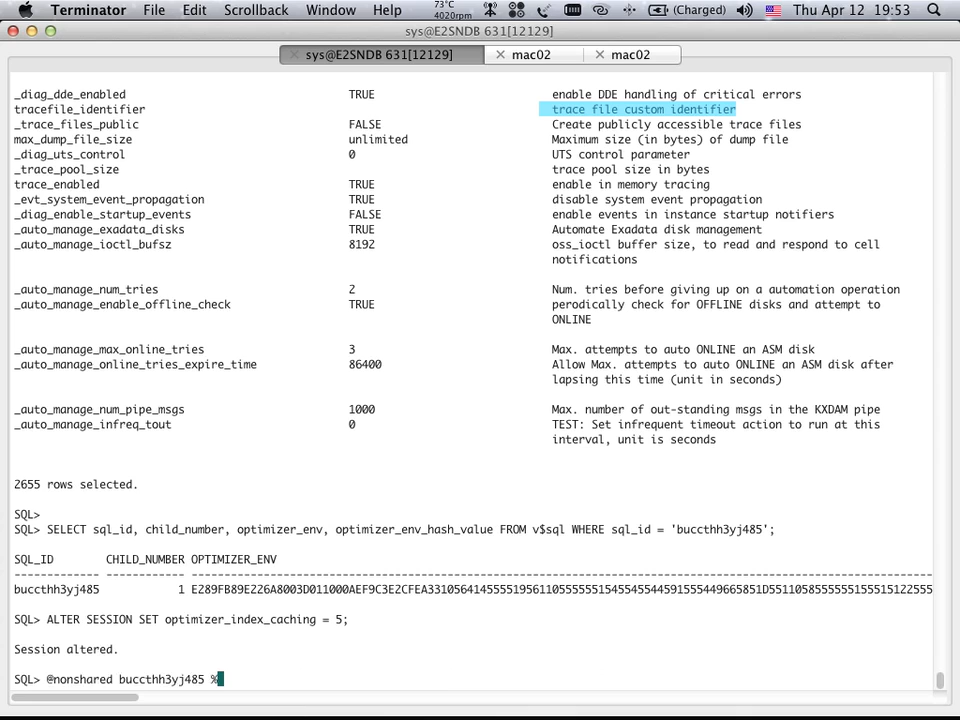 Terminator File Edit Scrollback Window Help 73°C 4020rpm (Charged) Thu Apr 12 19:53
sys@E2SNDB 631[12129]
sys@E2SNDB 631[12129] mac02 mac02
_diag_dde_enabled TRUE enable DDE handling of critical errors
tracefile_identifier trace file custom identifier
_trace_files_public FALSE Create publicly accessible trace files
max_dump_file_size unlimited Maximum size (in bytes) of dump file
_diag_uts_control 0 UTS control parameter
_trace_pool_size trace pool size in bytes
trace_enabled TRUE enable in memory tracing
_evt_system_event_propagation TRUE disable system event propagation
_diag_enable_startup_events FALSE enable events in instance startup notifiers
_auto_manage_exadata_disks TRUE Automate Exadata disk management
_auto_manage_ioctl_bufsz 8192 oss_ioctl buffer size, to read and respond to cell
notifications
_auto_manage_num_tries 2 Num. tries before giving up on a automation operation
_auto_manage_enable_offline_check TRUE perodically check for OFFLINE disks and attempt to
ONLINE
_auto_manage_max_online_tries 3 Max. attempts to auto ONLINE an ASM disk
_auto_manage_online_tries_expire_time 86400 Allow Max. attempts to auto ONLINE an ASM disk after
lapsing this time (unit in seconds)
_auto_manage_num_pipe_msgs 1000 Max. number of out-standing msgs in the KXDAM pipe
_auto_manage_infreq_tout 0 TEST: Set infrequent timeout action to run at this
interval, unit is seconds
2655 rows selected.
SQL>
SQL> SELECT sql_id, child_number, optimizer_env, optimizer_env_hash_value FROM v$sql WHERE sql_id = 'buccthh3yj485';
SQL_ID CHILD_NUMBER OPTIMIZER_ENV
------------- ------------ ------------------------------------------------------------------------------------------
buccthh3yj485 1 E289FB89E226A8003D011000AEF9C3E2CFEA331056414555519561105555551545545544591555449665851D5511058555555155515122555
SQL> ALTER SESSION SET optimizer_index_caching = 5;
Session altered.
SQL> @nonshared buccthh3yj485 %